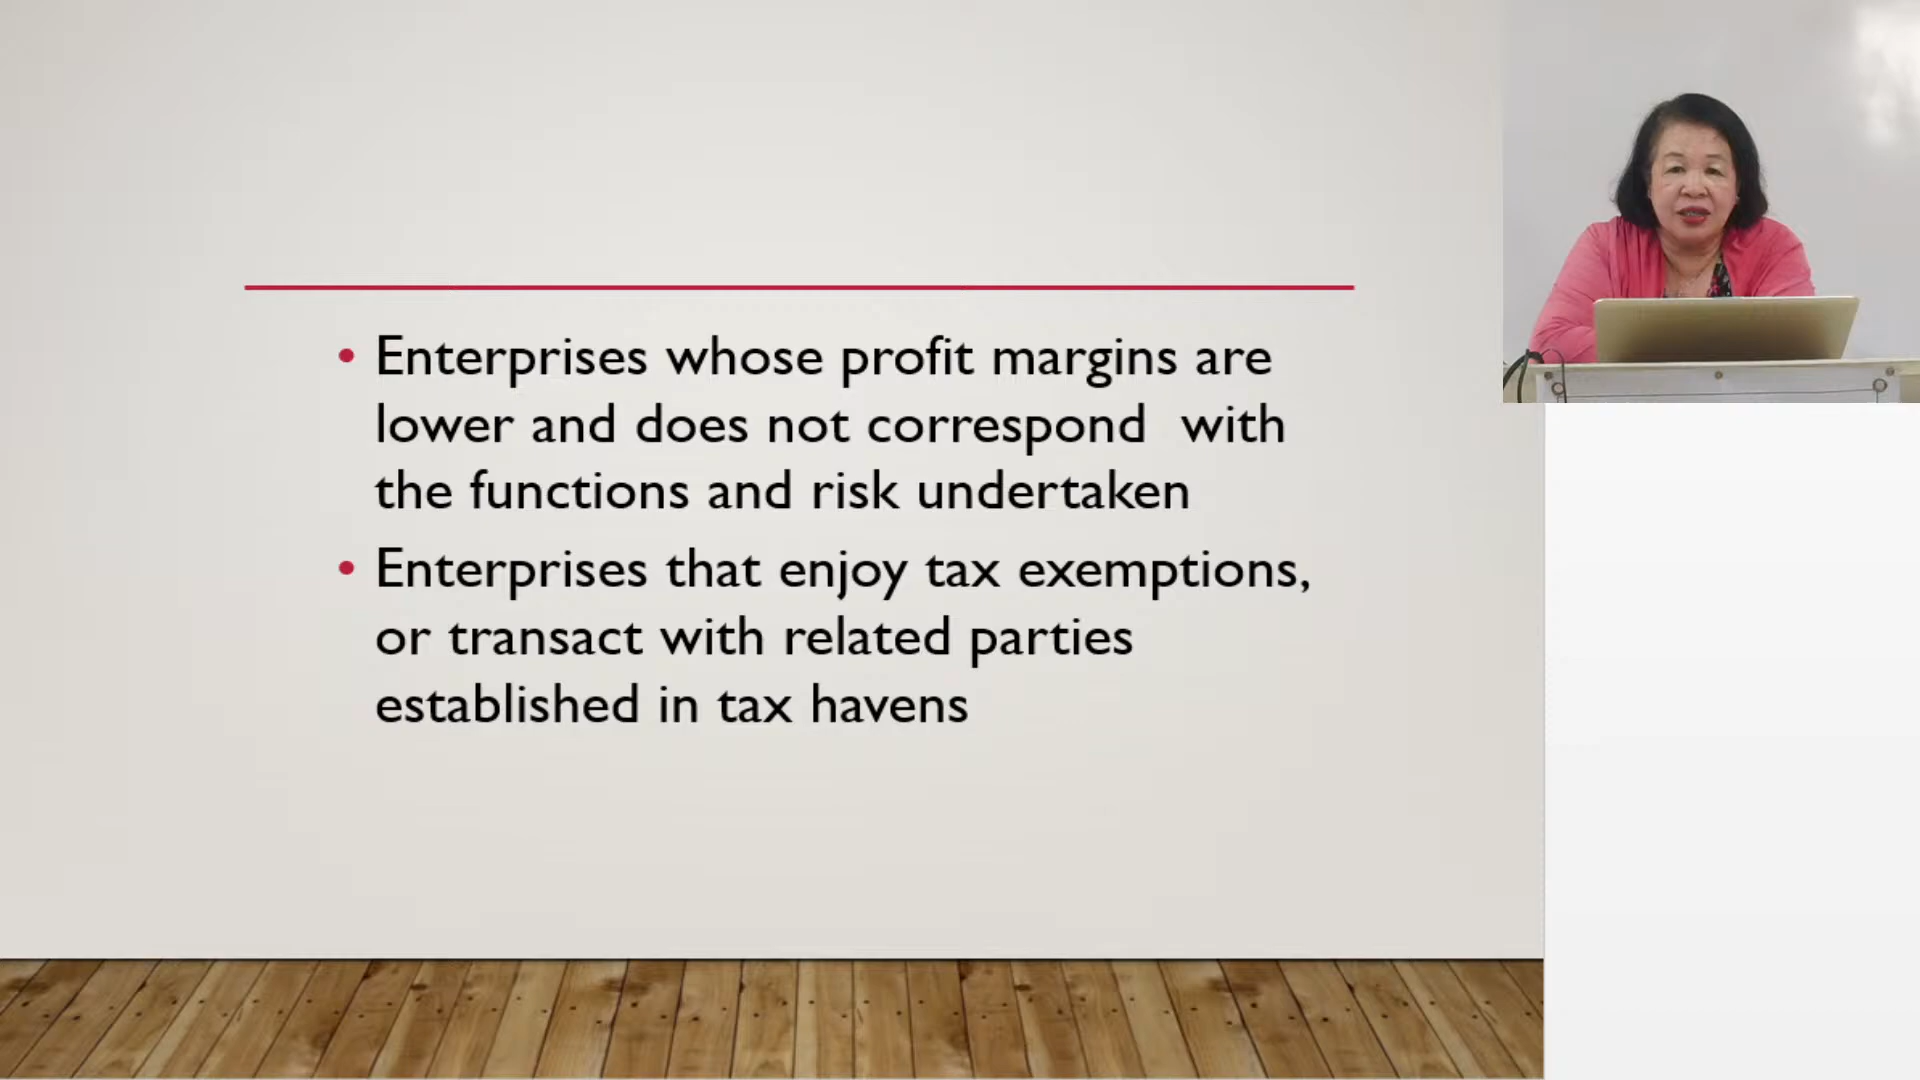 • Enterprises whose profit margins are
lower and does not correspond  with
the functions and risk undertaken
• Enterprises that enjoy tax exemptions,
or transact with related parties
established in tax havens